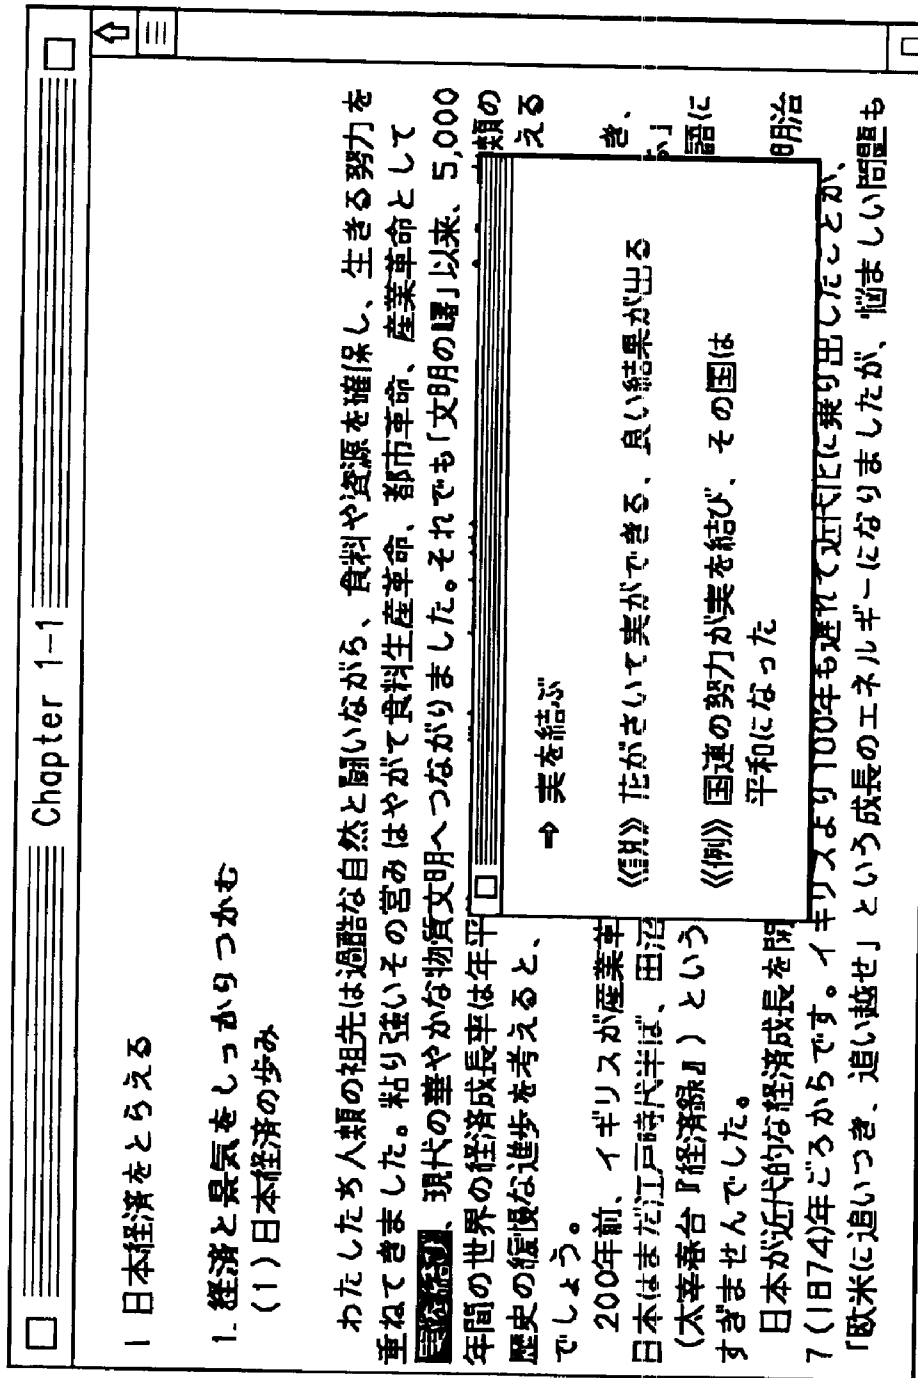 Chapter 1-1
1 日本経済をとらえる
1. 経済と景気をしっかりつかむ
(1)日本経済の歩み
わたしたち人類の祖先は過酷な自然と闘いながら、食料や資源を確保し、生きる努力を
重ねてきました。粘り強いその営みはやがて食料生産革命、都市革命、産業革命として
、現代の華やかな物質文明へつながりました。それでも「文明の曙」以来、5,000
年間の世界の経済成長率は年平
類の
歴史の緩慢な進歩を考えると、
える
でしょう。
200年前、イギリスが産業革
き、
日本はまだ江戸時代半ば、田沼
(太宰春台『経済録』)という
語に
すぎませんでした。
日本が近代的な経済成長を開
明治
7(1874)年ごろからです。イギリスより100年も遅れて近代化に乗り出したことが、
「欧米に追いつき、追い越せ」という成長のエネルギーになりましたが、悩ましい問題も
⇒ 実を結ぶ
《説》花がさいて実ができる、良い結果が出る
《例》国連の努力が実を結び、その国は
平和になった